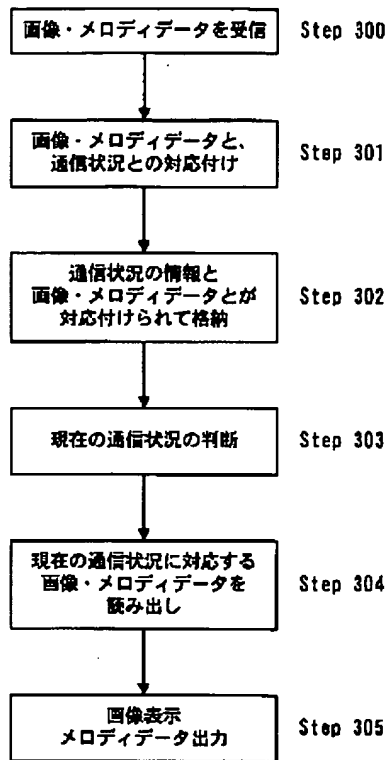 画像・メロディデータを受信 Step 300
画像・メロディデータと、
通信状況との対応付け Step 301
通信状況の情報と
画像・メロディデータとが Step 302
対応付けられて格納
現在の通信状況の判断 Step 303
現在の通信状況に対応する
画像・メロディデータを Step 304
読み出し
画像表示
メロディデータ出力 Step 305